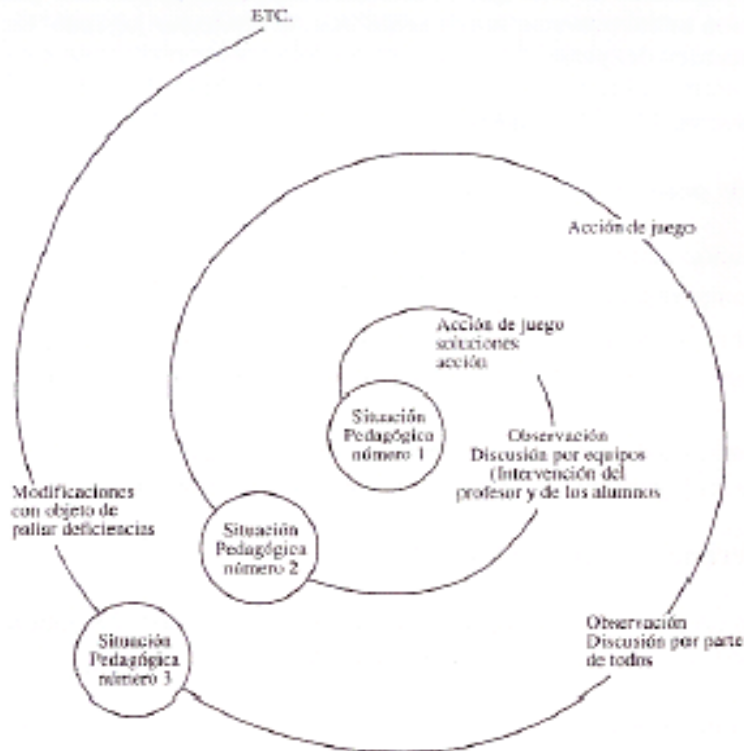 ETC.
Acción de juego
Acción de juego
soluciones
acción
Situación
Pedagógica
número 1
Observación
Discusión por equipos
(Intervención del
profesor y de los alumnos
Modificaciones
con objeto de
paliar deficiencias
Situación
Pedagógica
número 2
Observación
Discusión por parte
de todos
Situación
Pedagógica
número 3